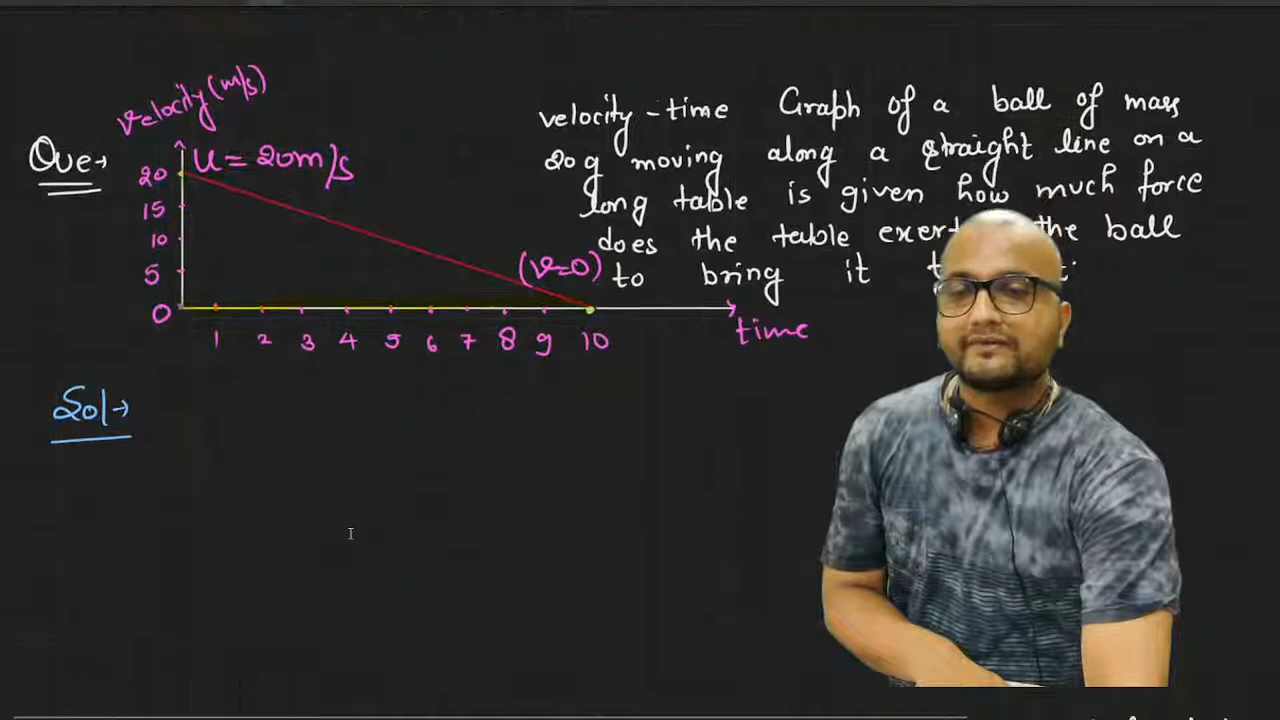 velocity (m/s)
Que→
u = 20m/s
20
15
10
5
0
(v=0)
1 2 3 4 5 6 7 8 9 10
time
velocity-time Graph of a ball of mass
20 g moving along a straight line on a
long table is given how much force
does the table the ball
to bring it
Sol→